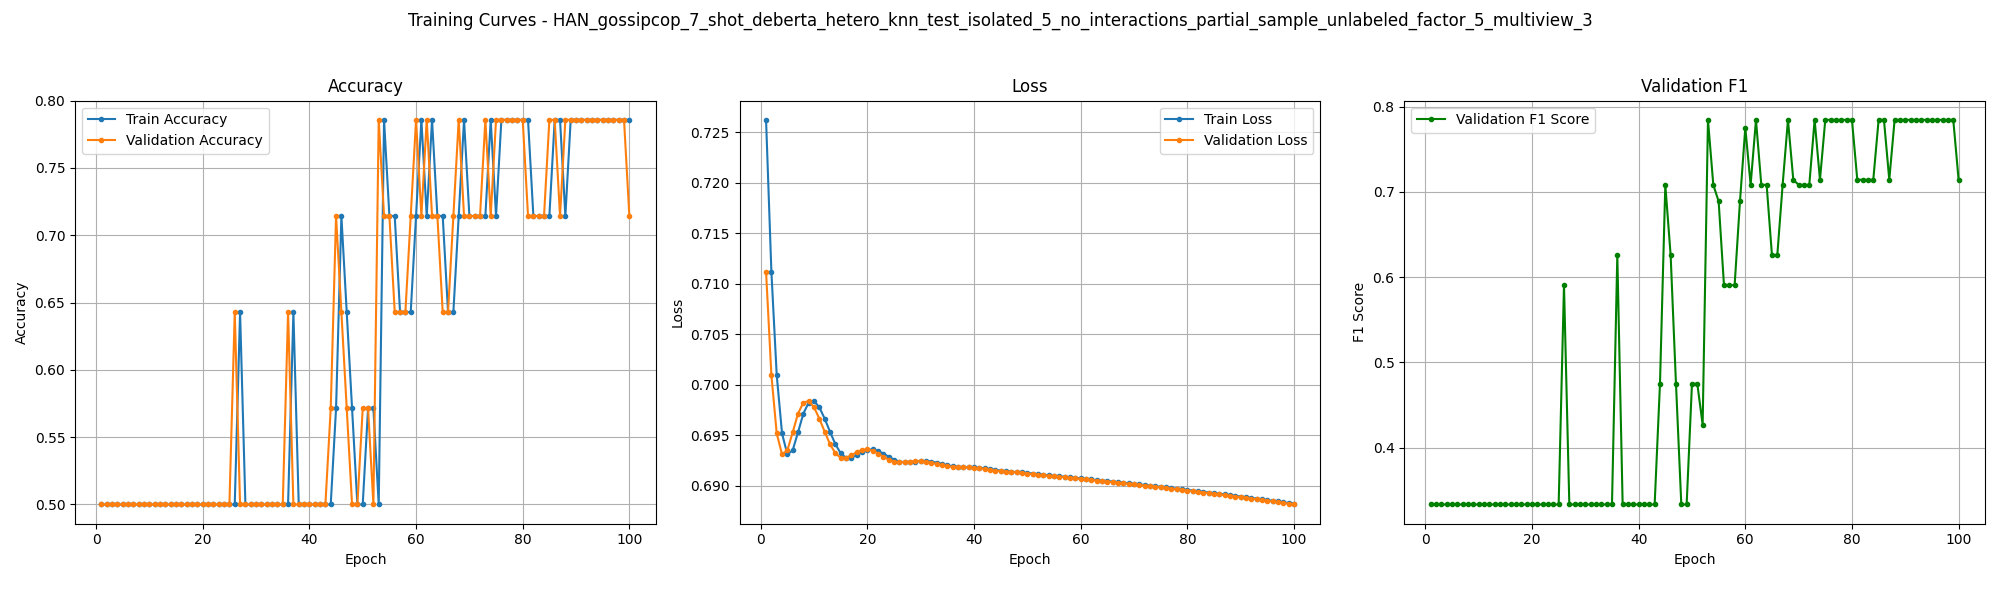 Training Curves - HAN_gossipcop_7_shot_deberta_hetero_knn_test_isolated_5_no_interactions_partial_sample_unlabeled_factor_5_multiview_3
Accuracy
Train Accuracy
Validation Accuracy
0.80
0.75
0.70
0.65
0.60
0.55
0.50
Accuracy
0 20 40 60 80 100
Epoch
Loss
Train Loss
Validation Loss
0.725
0.720
0.715
0.710
0.705
0.700
0.695
0.690
Loss
0 20 40 60 80 100
Epoch
Validation F1
Validation F1 Score
0.8
0.7
0.6
0.5
0.4
F1 Score
0 20 40 60 80 100
Epoch